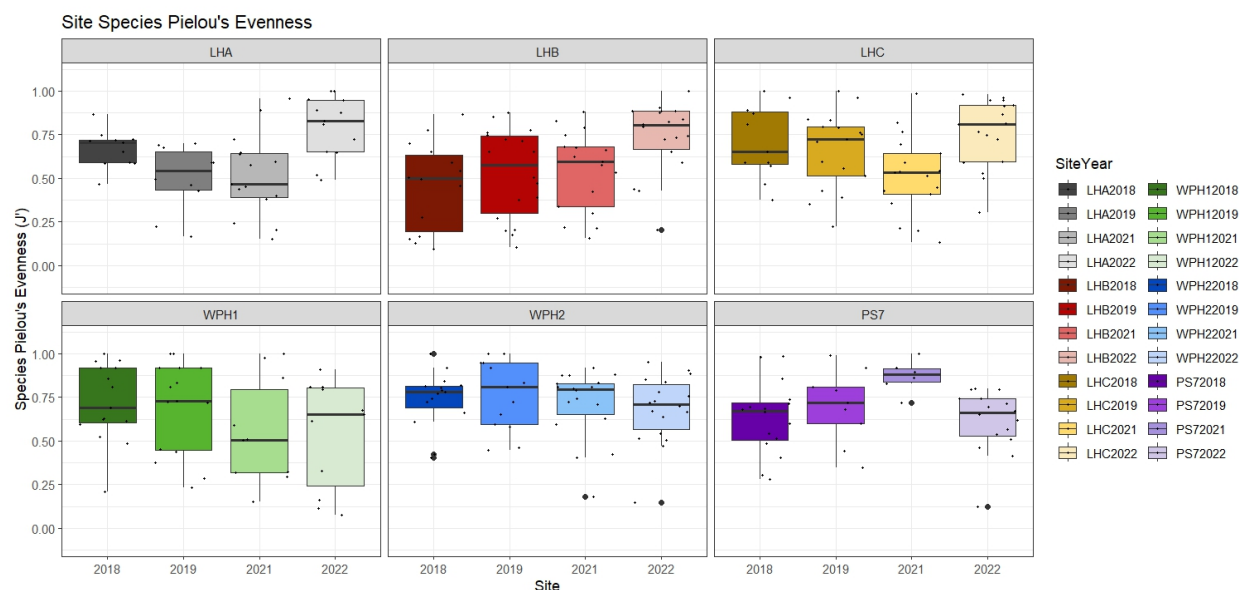 Site Species Pielou's Evenness
LHA
LHB
LHC
1.00
0.75
0.50
0.25
0.00
WPH1
WPH2
PS7
1.00
0.75
0.50
0.25
0.00
Species Pielou's Evenness (J')
2018 2019 2021 2022
2018 2019 2021 2022
2018 2019 2021 2022
Site
SiteYear
LHA2018 WPH12018
LHA2019 WPH12019
LHA2021 WPH12021
LHA2022 WPH12022
LHB2018 WPH22018
LHB2019 WPH22019
LHB2021 WPH22021
LHB2022 WPH22022
LHC2018 PS72018
LHC2019 PS72019
LHC2021 PS72021
LHC2022 PS72022